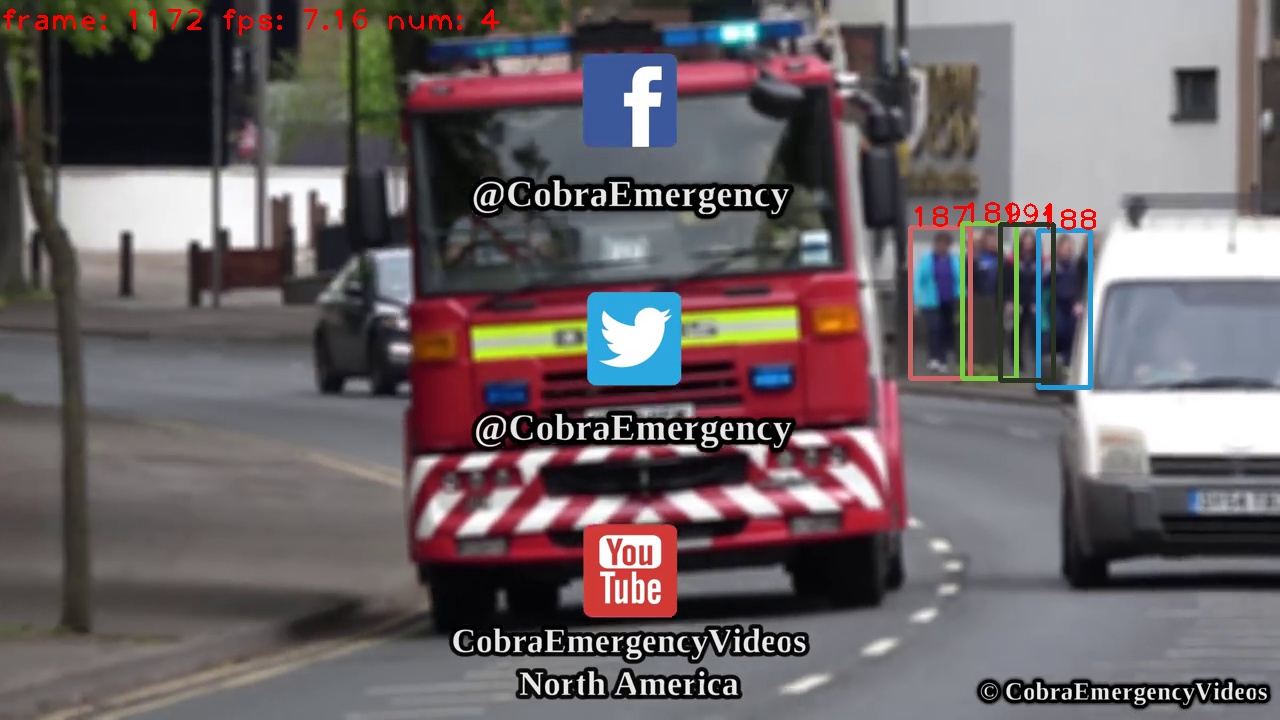 frame: 1172 fps: 7.16 num: 4
f
@CobraEmergency
187
188
@CobraEmergency
You
Tube
CobraEmergencyVideos
North America
© CobraEmergencyVideos